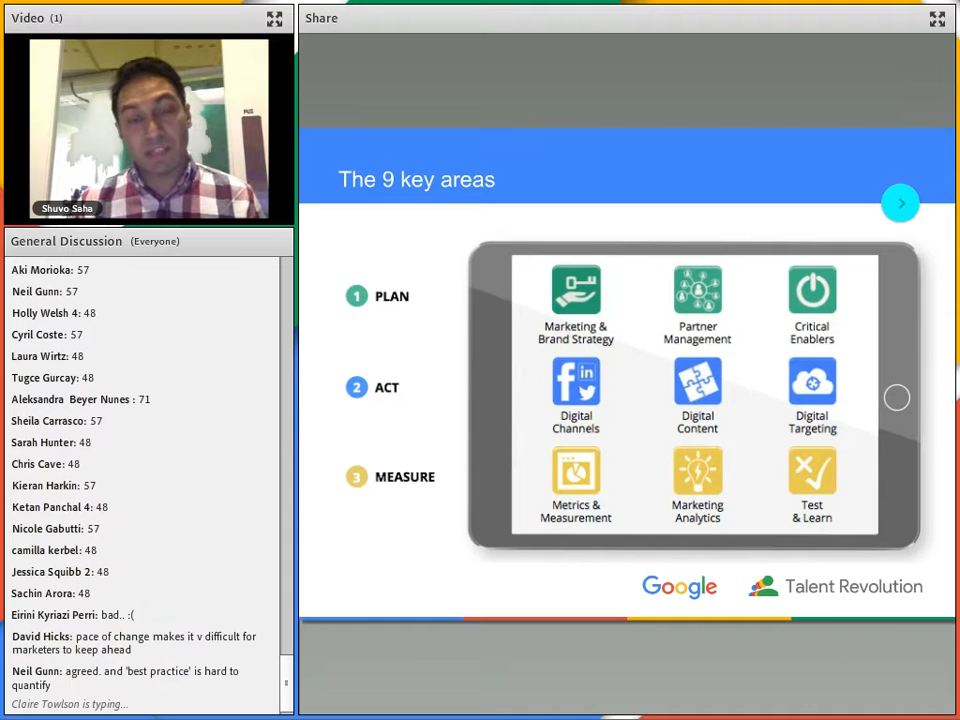 Video (1)
Shuvo Saha
General Discussion (Everyone)
Aki Morioka: 57
Neil Gunn: 57
Holly Welsh 4: 48
Cyril Coste: 57
Laura Wirtz: 48
Tugce Gurcay: 48
Aleksandra Beyer Nunes : 71
Sheila Carrasco: 57
Sarah Hunter: 48
Chris Cave: 48
Kieran Harkin: 57
Ketan Panchal 4: 48
Nicole Gabutti: 57
camilla kerbel: 48
Jessica Squibb 2: 48
Sachin Arora: 48
Eirini Kyriazi Perri: bad.. :(
David Hicks: pace of change makes it v difficult for
marketers to keep ahead
Neil Gunn: agreed. and 'best practice' is hard to
quantify
Claire Towlson is typing...
Share
The 9 key areas
1 PLAN
Marketing &
Brand Strategy
Partner
Management
Critical
Enablers
2 ACT
f in
Digital
Channels
Digital
Content
Digital
Targeting
3 MEASURE
Metrics &
Measurement
Marketing
Analytics
Test
& Learn
Google
Talent Revolution